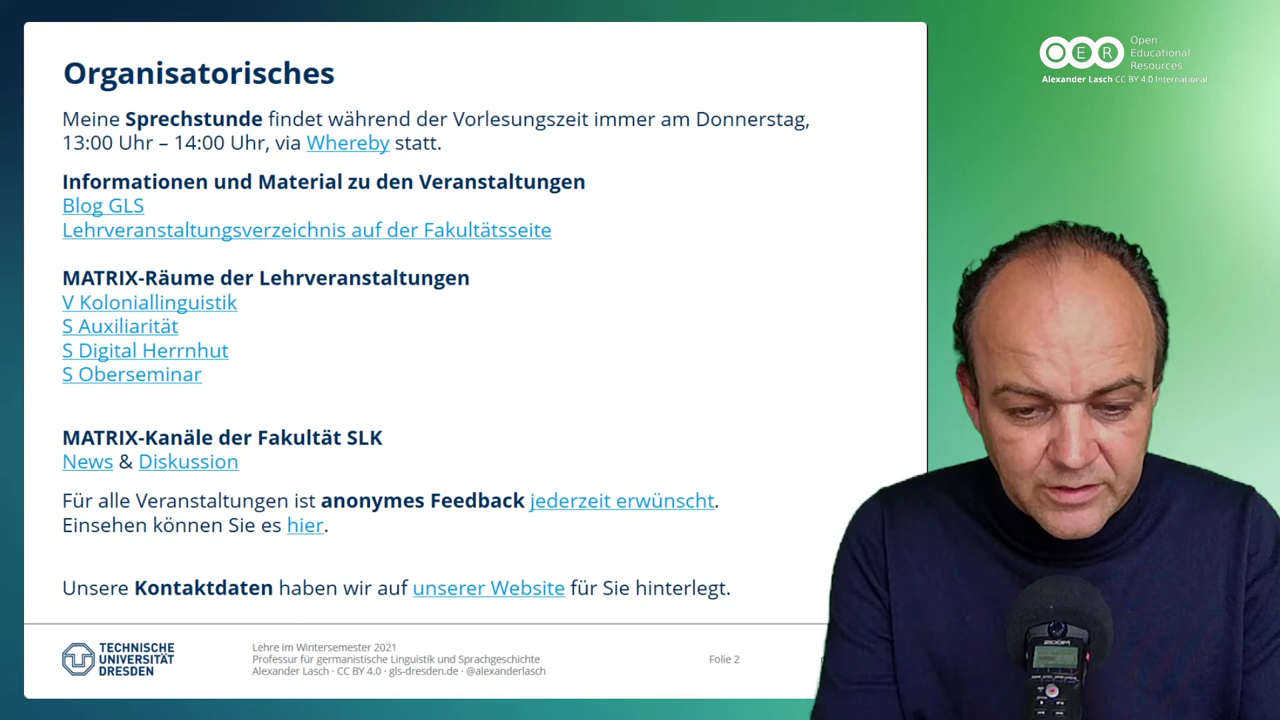 Organisatorisches
Meine Sprechstunde findet während der Vorlesungszeit immer am Donnerstag,
13:00 Uhr – 14:00 Uhr, via Whereby statt.
Informationen und Material zu den Veranstaltungen
Blog GLS
Lehrveranstaltungsverzeichnis auf der Fakultätsseite
MATRIX-Räume der Lehrveranstaltungen
V Koloniallinguistik
S Auxiliarität
S Digital Herrnhut
S Oberseminar
MATRIX-Kanäle der Fakultät SLK
News & Diskussion
Für alle Veranstaltungen ist anonymes Feedback jederzeit erwünscht.
Einsehen können Sie es hier.
Unsere Kontaktdaten haben wir auf unserer Website für Sie hinterlegt.
TECHNISCHE
UNIVERSITÄT
DRESDEN
Lehre im Wintersemester 2021
Professur für germanistische Linguistik und Sprachgeschichte
Alexander Lasch · CC BY 4.0 · gls-dresden.de · @alexanderlasch
Folie 2
OER
Open
Educational
Resources
Alexander Lasch CC BY 4.0 International
ZOOM